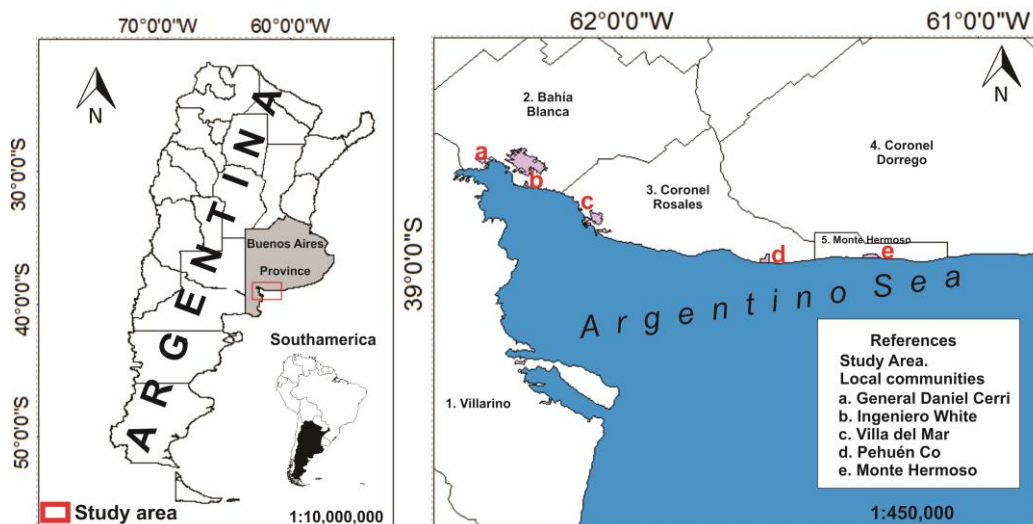 70°0'0"W 60°0'0"W
30°0'0"S
40°0'0"S
50°0'0"S
N
ARGENTINA
Buenos Aires
Province
Southamerica
Study area
1:10,000,000
62°0'0"W 61°0'0"W
39°0'0"S
N
2. Bahía
Blanca
4. Coronel
Dorrego
a
b
c
3. Coronel
Rosales
5. Monte Hermoso
d
e
Argentino Sea
1. Villarino
References
Study Area.
Local communities
a. General Daniel Cerri
b. Ingeniero White
c. Villa del Mar
d. Pehuén Co
e. Monte Hermoso
1:450,000